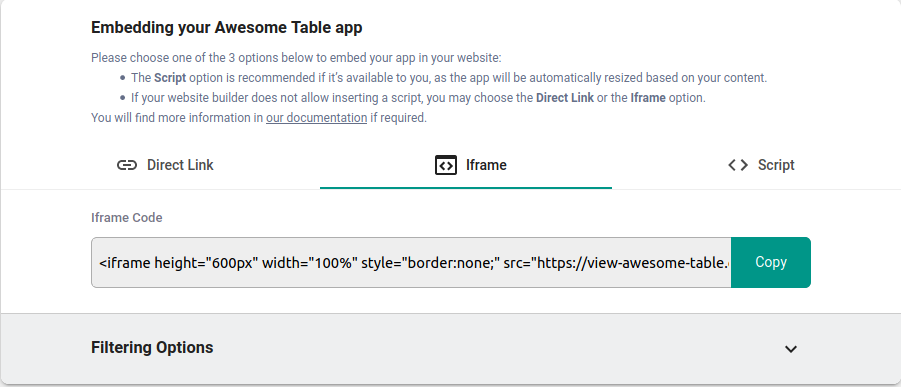 Embedding your Awesome Table app
Please choose one of the 3 options below to embed your app in your website:
• The Script option is recommended if it's available to you, as the app will be automatically resized based on your content.
• If your website builder does not allow inserting a script, you may choose the Direct Link or the Iframe option.
You will find more information in our documentation if required.
Direct Link Iframe Script
Iframe Code
<iframe height="600px" width="100%" style="border:none;" src="https://view-awesome-table. Copy
Filtering Options